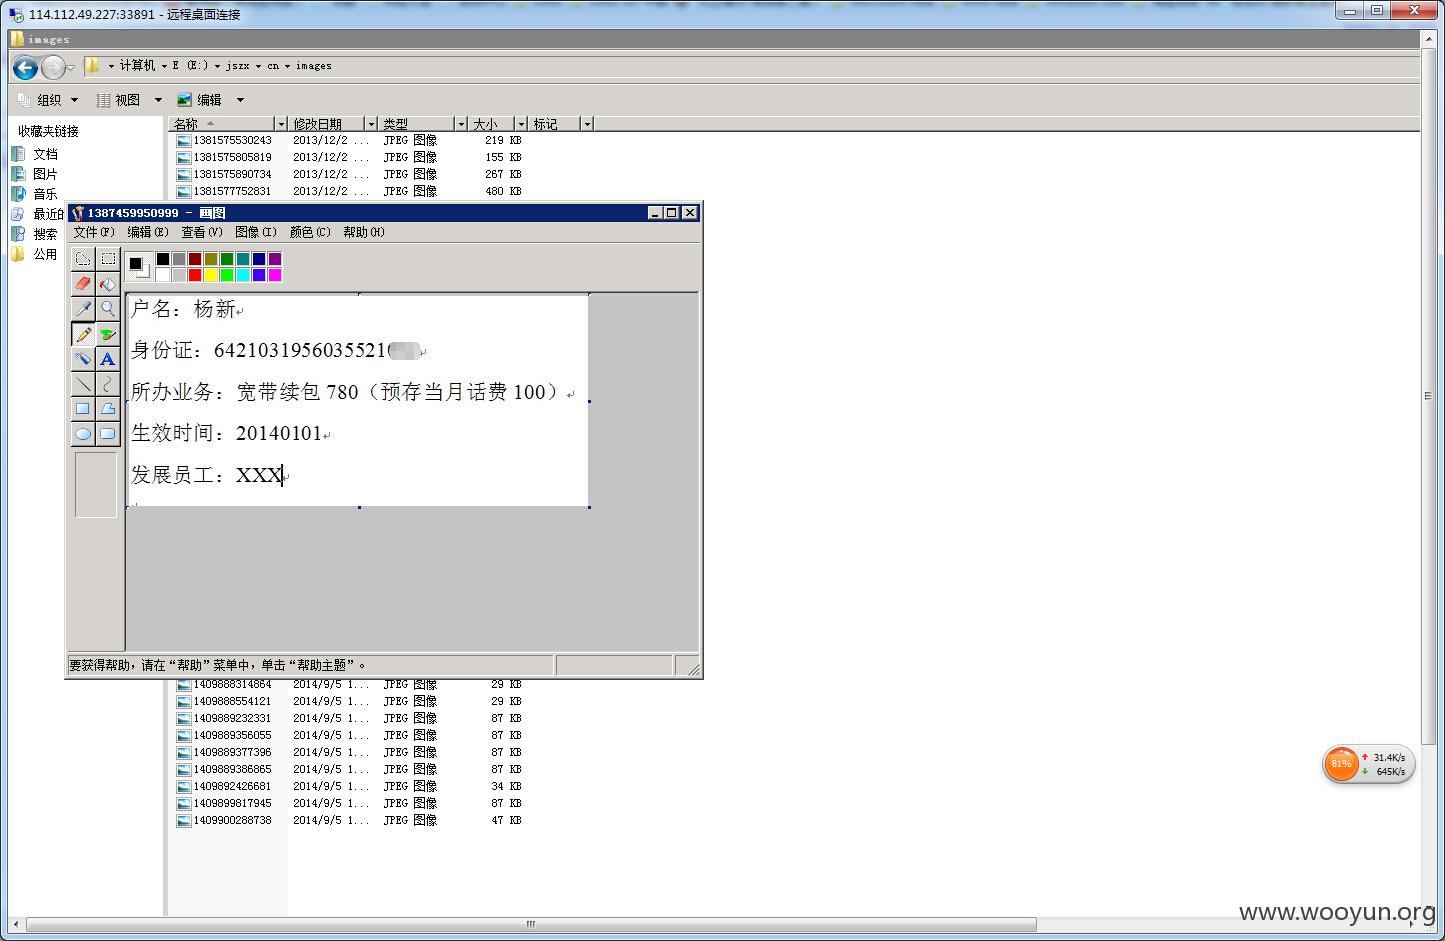 114.112.49.227:33891 - 远程桌面连接
images
计算机 E (E:) jszx cn images
组织 视图 编辑
收藏夹链接
文档
图片
音乐
最近的
搜索
公用
名称 修改日期 类型 大小 标记
1381575530243 2013/12/2 ... JPEG 图像 219 KB
1381575805819 2013/12/2 ... JPEG 图像 155 KB
1381575890734 2013/12/2 ... JPEG 图像 267 KB
1381577752831 2013/12/2 ... JPEG 图像 480 KB
1387459950999 - 画图
文件(F) 编辑(E) 查看(V) 图像(I) 颜色(C) 帮助(H)
A
户名：杨新
身份证：64210319560355210
所办业务：宽带续包 780（预存当月话费 100）
生效时间：20140101
发展员工：XXX
要获得帮助，请在“帮助”菜单中，单击“帮助主题”。
1409888314864 2014/9/5 1... JPEG 图像 29 KB
1409888554121 2014/9/5 1... JPEG 图像 29 KB
1409889232331 2014/9/5 1... JPEG 图像 87 KB
1409889356055 2014/9/5 1... JPEG 图像 87 KB
1409889377396 2014/9/5 1... JPEG 图像 87 KB
1409889386865 2014/9/5 1... JPEG 图像 87 KB
1409892426681 2014/9/5 1... JPEG 图像 34 KB
1409899817945 2014/9/5 1... JPEG 图像 87 KB
1409900288738 2014/9/5 1... JPEG 图像 47 KB
81% 31.4K/s
645K/s
www.wooyun.org